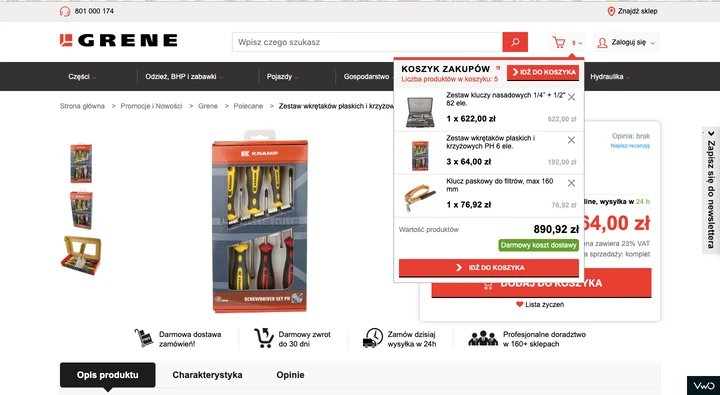 801 000 174
Znajdź sklep
GRENE
Wpisz czego szukasz
5
Zaloguj się
Części
Odzież, BHP i zabawki
Pojazdy
Gospodarstwo
Hydraulika
KOSZYK ZAKUPÓW
Liczba produktów w koszyku: 5
IDŹ DO KOSZYKA
Zestaw kluczy nasadowych 1/4" + 1/2"
82 ele.
1 x 622,00 zł
622,00 zł
Zestaw wkrętaków płaskich i
krzyżowych PH 6 ele.
3 x 64,00 zł
192,00 zł
Klucz paskowy do filtrów, max 160
mm
1 x 76,92 zł
76,92 zł
Wartość produktów
890,92 zł
Darmowy koszt dostawy
IDŹ DO KOSZYKA
Strona główna > Promocje i Nowości > Grene > Polecane > Zestaw wkrętaków płaskich i krzyżow
KRAMP
SCREWDRIVER SET PH
Opinia: brak
Napisz recenzję
line, wysyłka w 24 h
64,00 zł
ena zawiera 23% VAT
sprzedaży: komplet
DODAJ DO KOSZYKA
Lista życzeń
Zapisz się do newslettera
Darmowa dostawa
zamówień!
Darmowy zwrot
do 30 dni
Zamów dzisiaj
wysyłka w 24h
Profesjonalne doradztwo
w 160+ sklepach
Opis produktu
Charakterystyka
Opinie
VWO